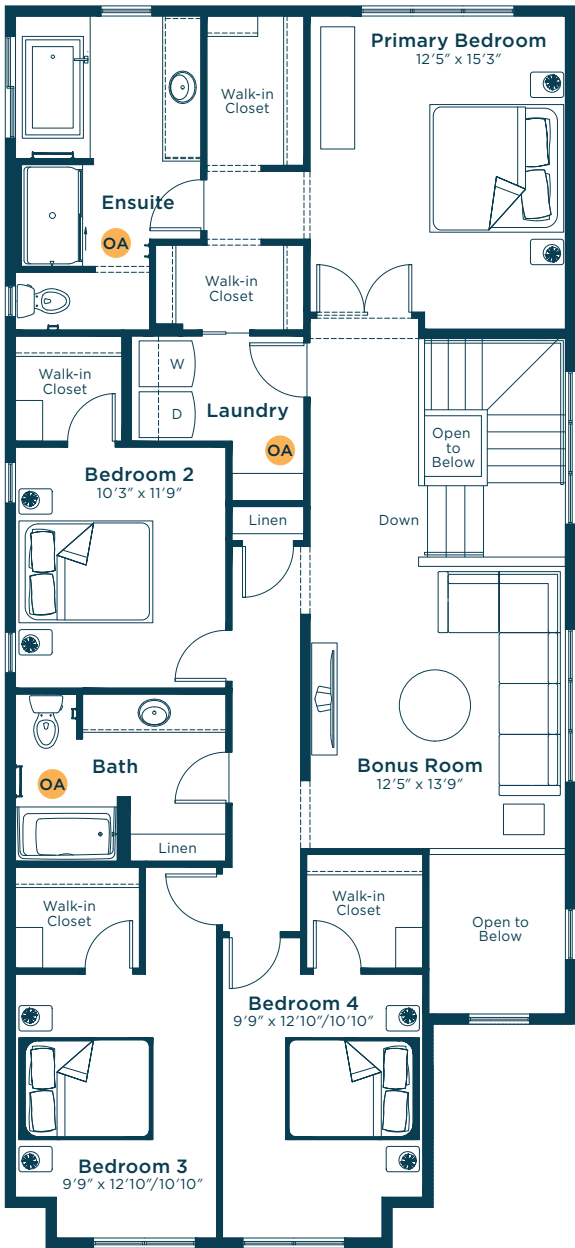 Primary Bedroom
12′5″ x 15′3″
Walk-in
Closet
Ensuite
OA
Walk-in
Closet
Walk-in
Closet
W
D
Laundry
OA
Open
to
Below
Bedroom 2
10′3″ x 11′9″
Linen
Down
Bath
OA
Bonus Room
12′5″ x 13′9″
Linen
Walk-in
Closet
Walk-in
Closet
Open to
Below
Bedroom 4
9′9″ x 12′10″/10′10″
Bedroom 3
9′9″ x 12′10″/10′10″